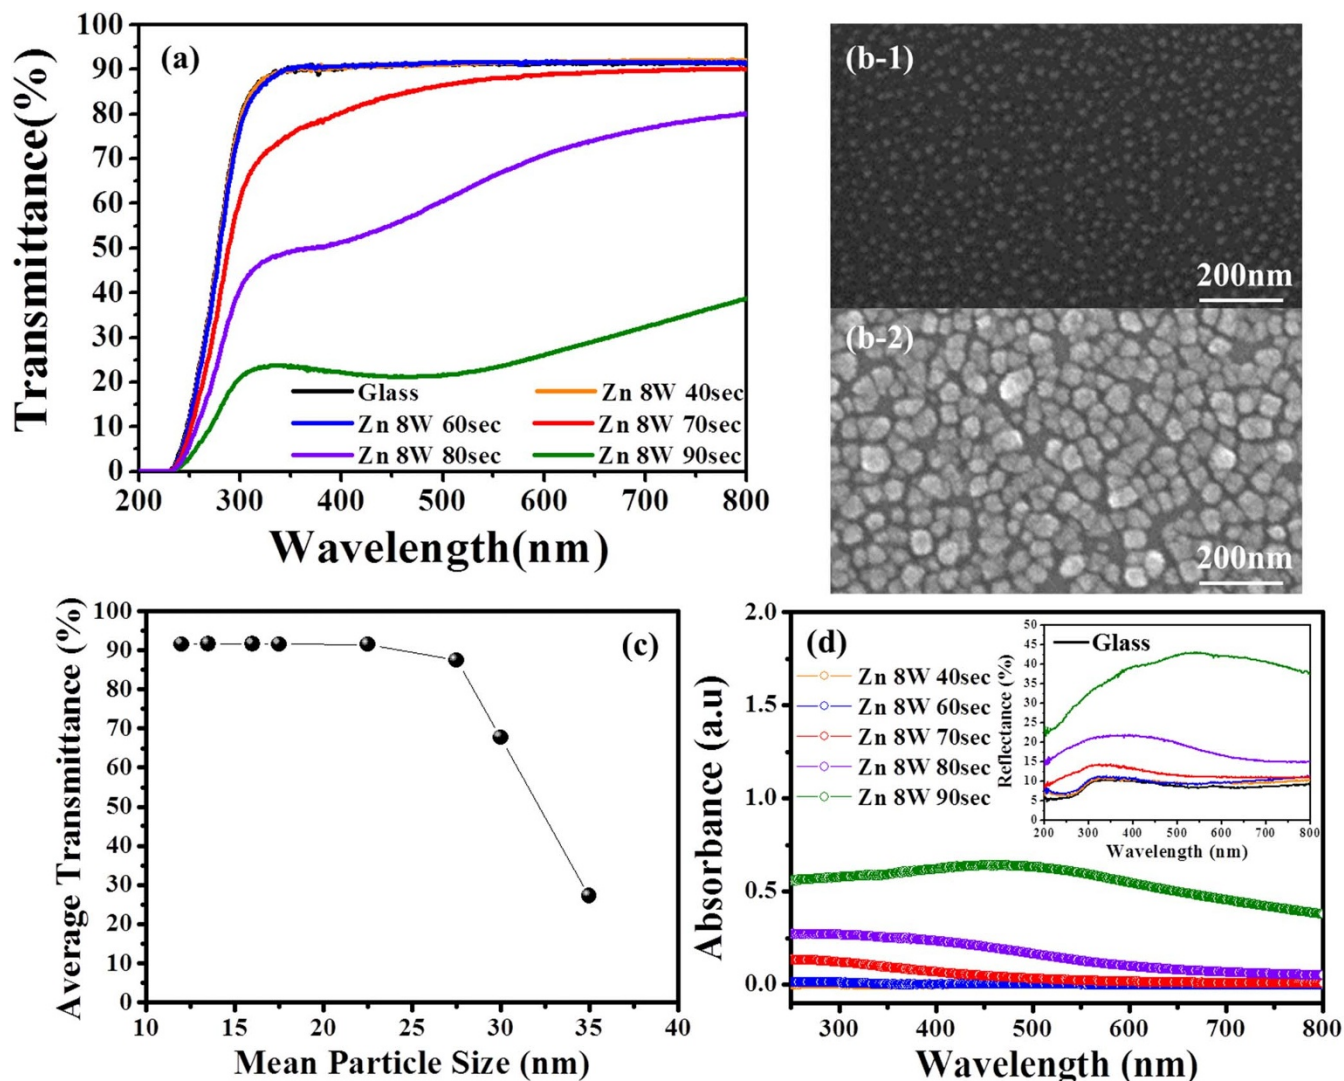 (a)
Transmittance(%)
100
90
80
70
60
50
40
30
20
10
0
Glass
Zn 8W 40sec
Zn 8W 60sec
Zn 8W 70sec
Zn 8W 80sec
Zn 8W 90sec
200 300 400 500 600 700 800
Wavelength(nm)
(b-1)
200nm
(b-2)
200nm
(c)
Average Transmittance (%)
100
90
80
70
60
50
40
30
20
10
0
10 15 20 25 30 35 40
Mean Particle Size (nm)
(d)
Absorbance (a.u)
2.0
1.5
1.0
0.5
0.0
Zn 8W 40sec
Zn 8W 60sec
Zn 8W 70sec
Zn 8W 80sec
Zn 8W 90sec
300 400 500 600 700 800
Wavelength (nm)
Glass
Reflectance (%)
50
45
40
35
30
25
20
15
10
5
0
200 300 400 500 600 700 800
Wavelength (nm)